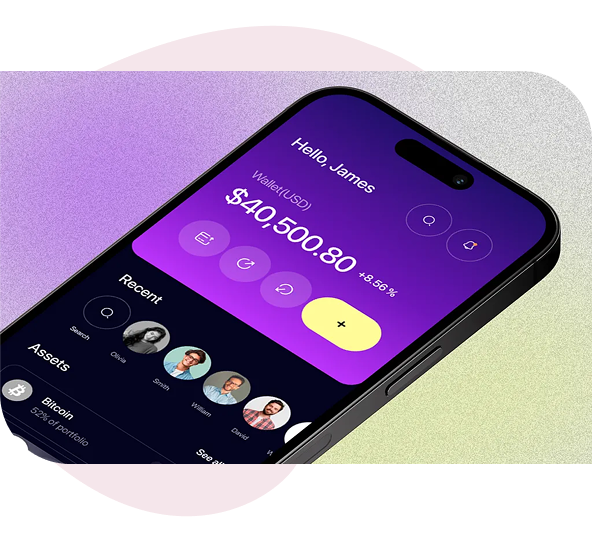 Hello, James
Wallet(USD)
$40,500.80 +8.56%
Recent
Search
Olivia
Smith
William
David
Assets
See all
Bitcoin
52% of portfolio